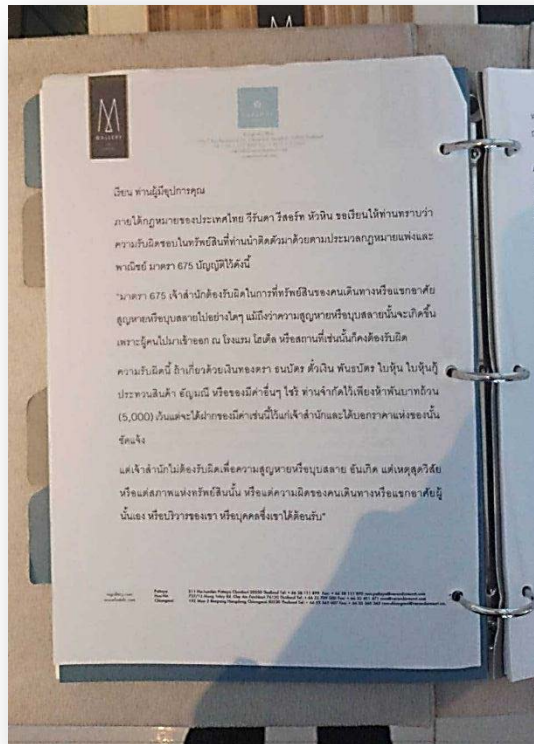 M
GALLERY
เรียน ท่านผู้มีอุปการคุณ
ภายใต้กฎหมายของประเทศไทย วีรันดา รีสอร์ท หัวหิน ขอเรียนให้ท่านทราบว่า
ความรับผิดชอบในทรัพย์สินที่ท่านนำติดตัวมาด้วยตามประมวลกฎหมายแพ่งและ
พาณิชย์ มาตรา 675 บัญญัติไว้ดังนี้
"มาตรา 675 เจ้าสำนักต้องรับผิดในการที่ทรัพย์สินของคนเดินทางหรือแขกอาศัย
สูญหายหรือบุบสลายไปอย่างใดๆ แม้ถึงว่าความสูญหายหรือบุบสลายนั้นจะเกิดขึ้น
เพราะผู้คนไปมาเข้าออก ณ โรงแรม โฮเต็ล หรือสถานที่เช่นนั้นก็คงต้องรับผิด
ความรับผิดนี้ ถ้าเกี่ยวด้วยเงินทองตรา ธนบัตร ตั๋วเงิน พันธบัตร ใบหุ้น ใบหุ้นกู้
ประทวนสินค้า อัญมณี หรือของมีค่าอื่นๆ ไซร้ ท่านจำกัดไว้เพียงห้าพันบาทถ้วน
(5,000) เว้นแต่จะได้ฝากของมีค่าเช่นนี้ไว้แก่เจ้าสำนักและได้บอกราคาแห่งของนั้น
ชัดแจ้ง
แต่เจ้าสำนักไม่ต้องรับผิดเพื่อความสูญหายหรือบุบสลาย อันเกิด แต่เหตุสุดวิสัย
หรือแต่สภาพแห่งทรัพย์สินนั้น หรือแต่ความผิดของคนเดินทางหรือแขกอาศัยผู้
นั้นเอง หรือบริวารของเขา หรือบุคคลซึ่งเขาได้ต้อนรับ"
Pattaya
Hua Hin
Chiangmai